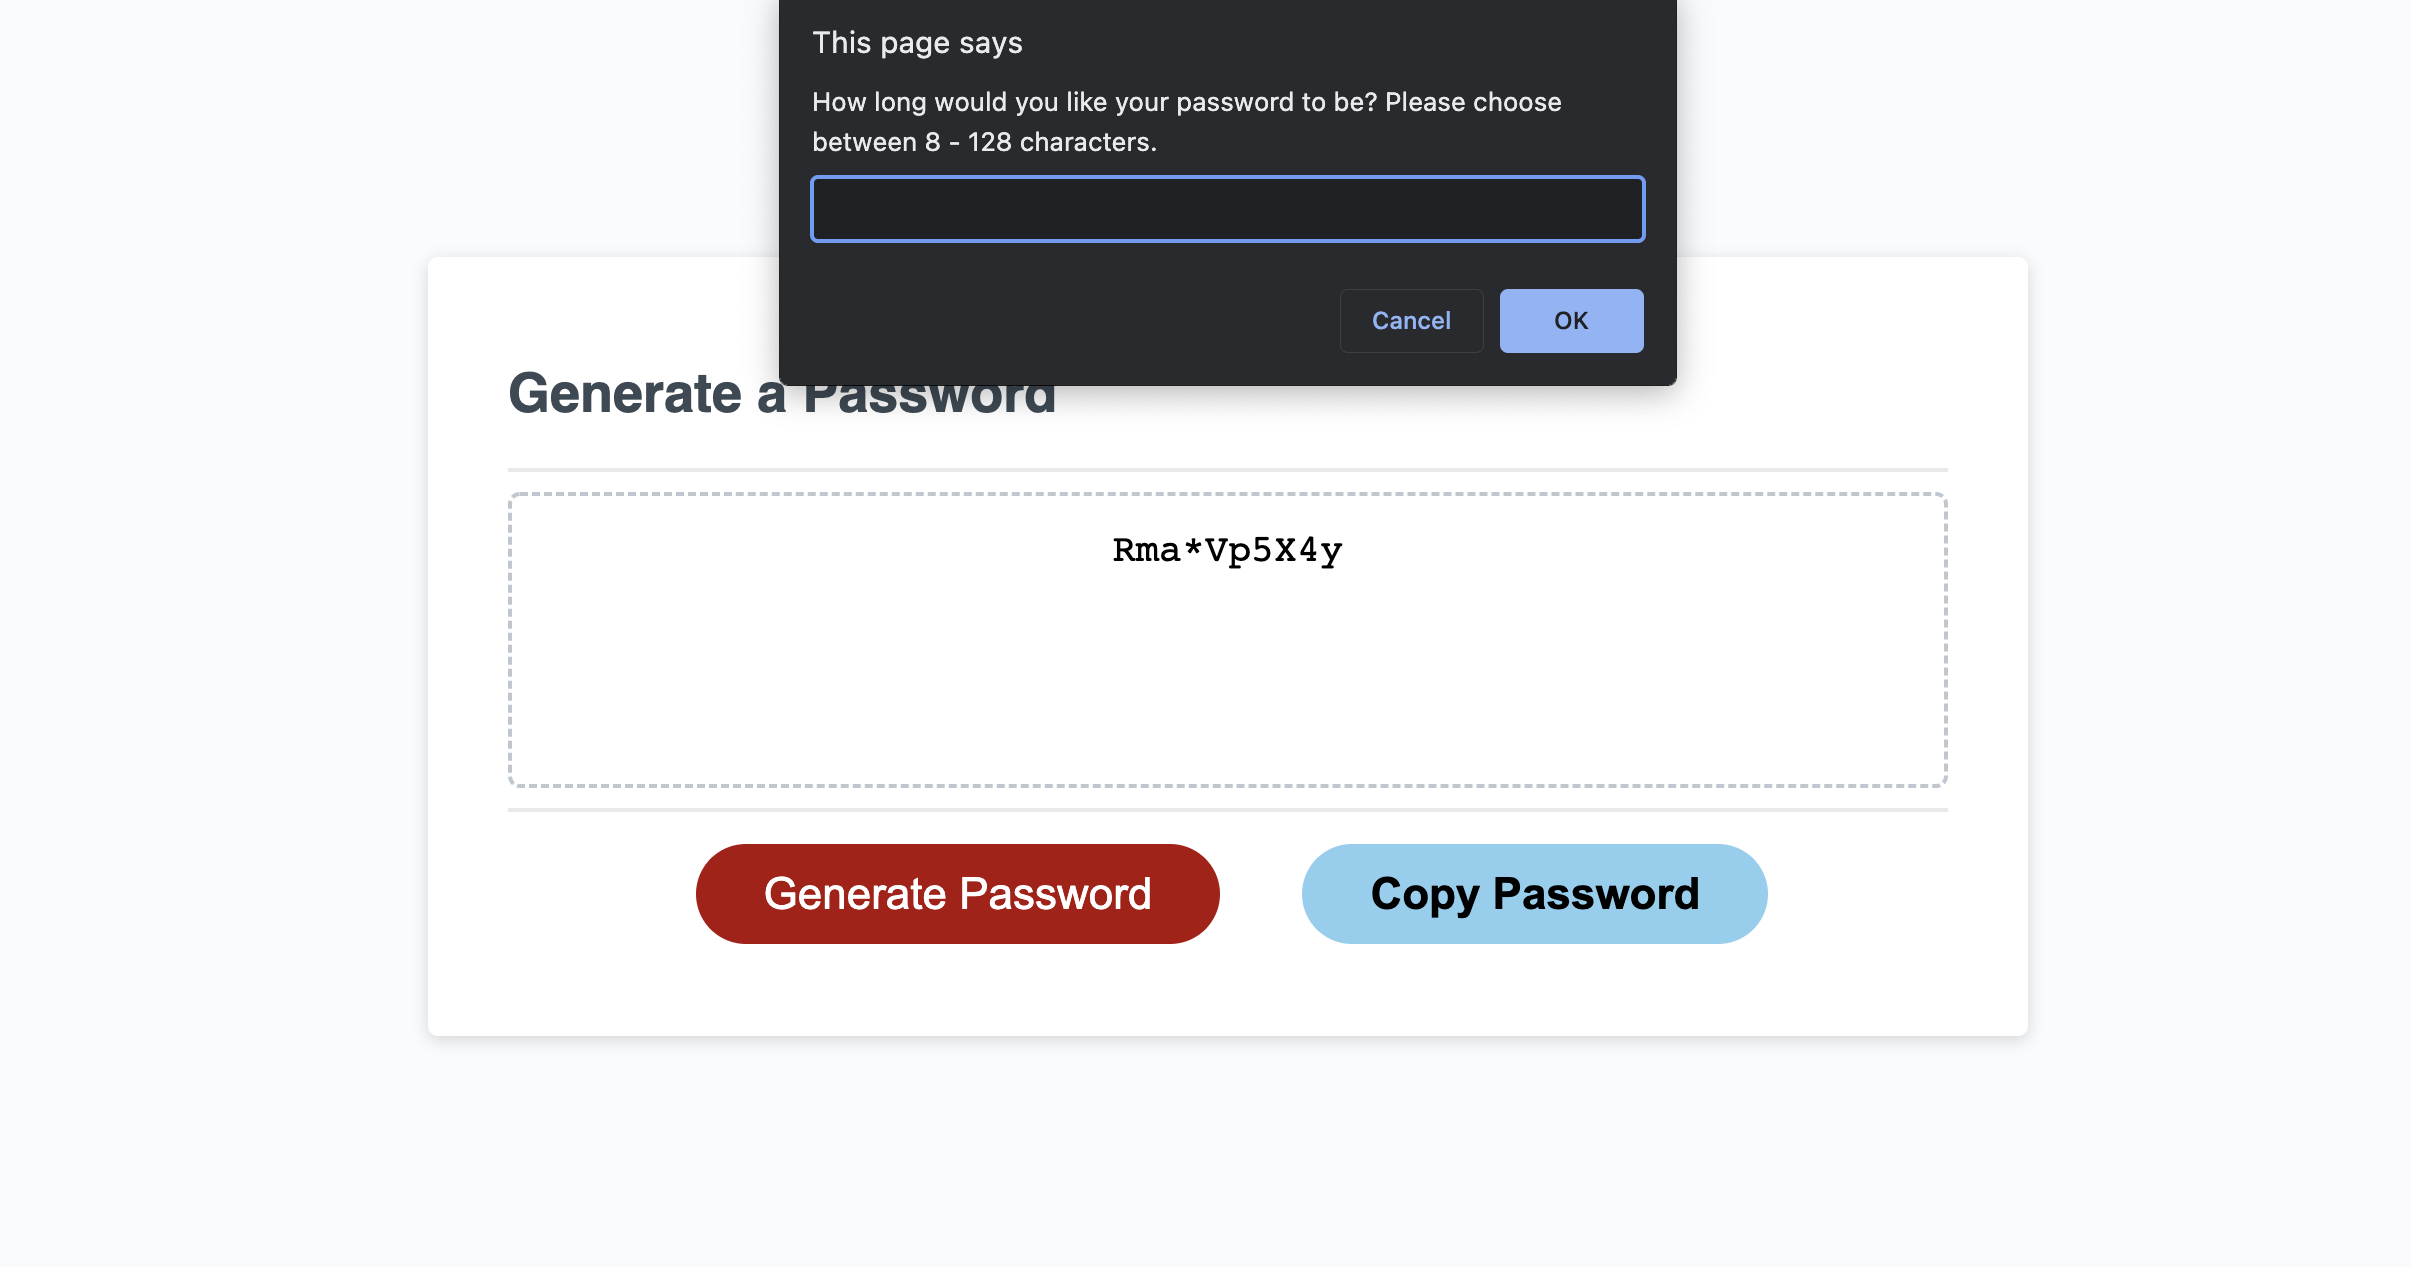 This page says
How long would you like your password to be? Please choose
between 8 - 128 characters.
Cancel
OK
Generate a Password
Rma*Vp5X4y
Generate Password
Copy Password